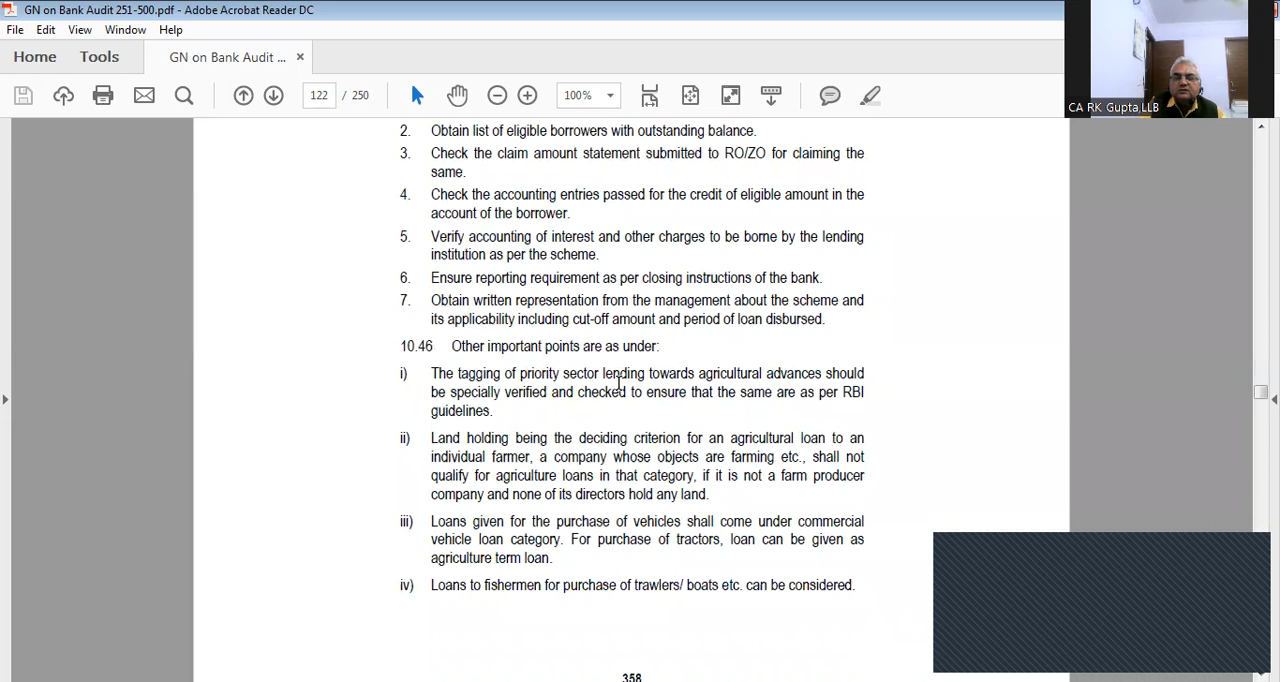 GN on Bank Audit 251-500.pdf - Adobe Acrobat Reader DC
File Edit View Window Help
Home Tools GN on Bank Audit ... ×
122 / 250 100%
CA RK Gupta,LLB
2. Obtain list of eligible borrowers with outstanding balance.
3. Check the claim amount statement submitted to RO/ZO for claiming the
same.
4. Check the accounting entries passed for the credit of eligible amount in the
account of the borrower.
5. Verify accounting of interest and other charges to be borne by the lending
institution as per the scheme.
6. Ensure reporting requirement as per closing instructions of the bank.
7. Obtain written representation from the management about the scheme and
its applicability including cut-off amount and period of loan disbursed.
10.46 Other important points are as under:
i) The tagging of priority sector lending towards agricultural advances should
be specially verified and checked to ensure that the same are as per RBI
guidelines.
ii) Land holding being the deciding criterion for an agricultural loan to an
individual farmer, a company whose objects are farming etc., shall not
qualify for agriculture loans in that category, if it is not a farm producer
company and none of its directors hold any land.
iii) Loans given for the purchase of vehicles shall come under commercial
vehicle loan category. For purchase of tractors, loan can be given as
agriculture term loan.
iv) Loans to fishermen for purchase of trawlers/ boats etc. can be considered.
358